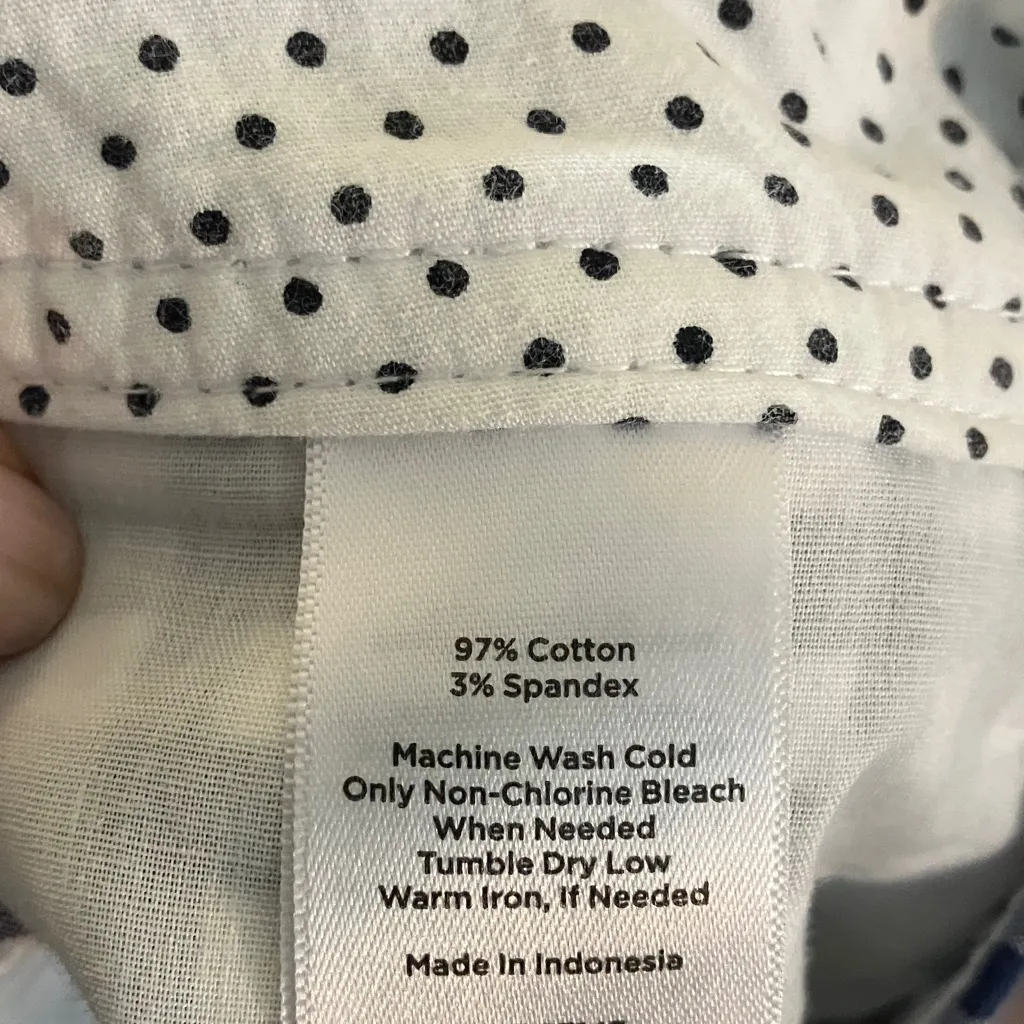 97% Cotton
3% Spandex
Machine Wash Cold
Only Non-Chlorine Bleach
When Needed
Tumble Dry Low
Warm Iron, If Needed
Made In Indonesia